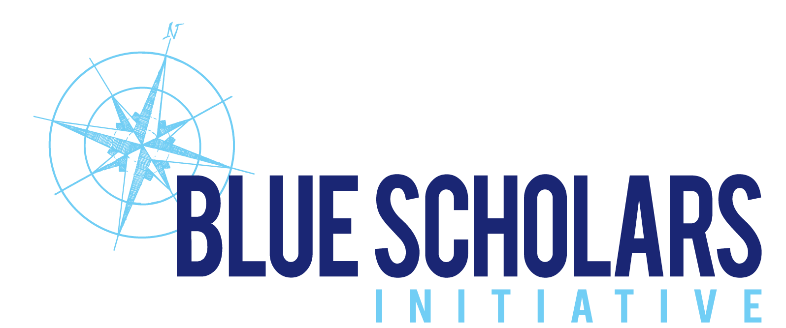 N
BLUE SCHOLARS
INITIATIVE